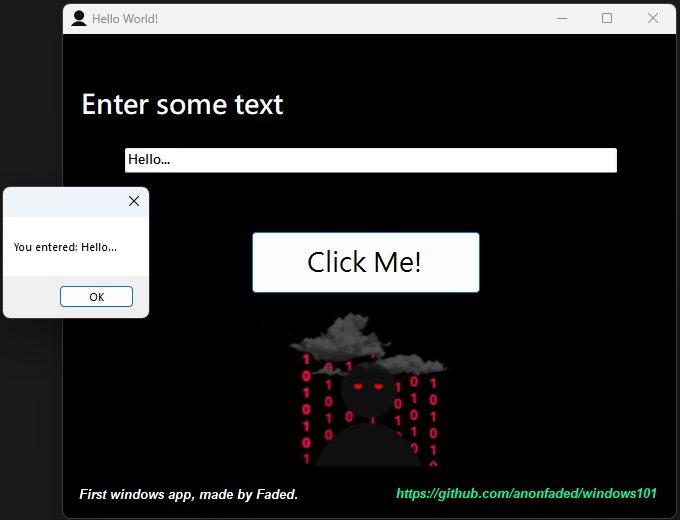 Hello World!
Enter some text
Hello...
You entered: Hello...
OK
Click Me!
First windows app, made by Faded.
https://github.com/anonfaded/windows101